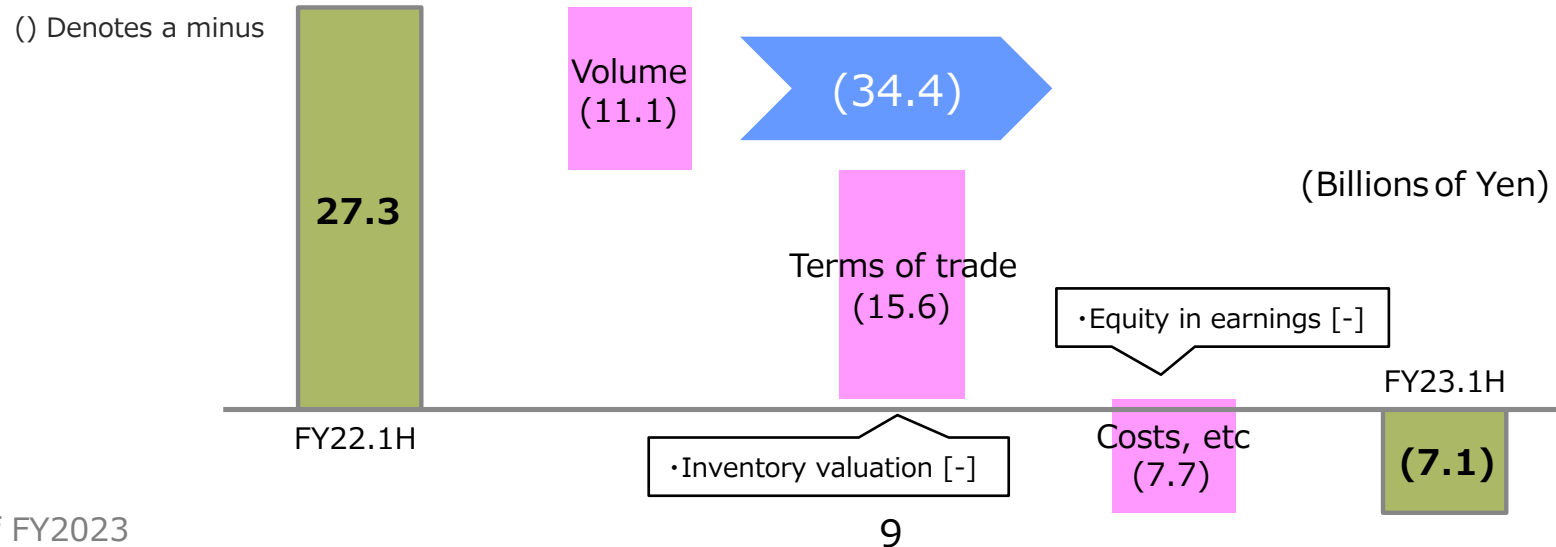 () Denotes a minus
Volume
(11.1)
(34.4)
(Billions of Yen)
27.3
Terms of trade
(15.6)
・Equity in earnings [-]
FY23.1H
FY22.1H
・Inventory valuation [-]
Costs, etc
(7.7)
(7.1)
FY2023
9